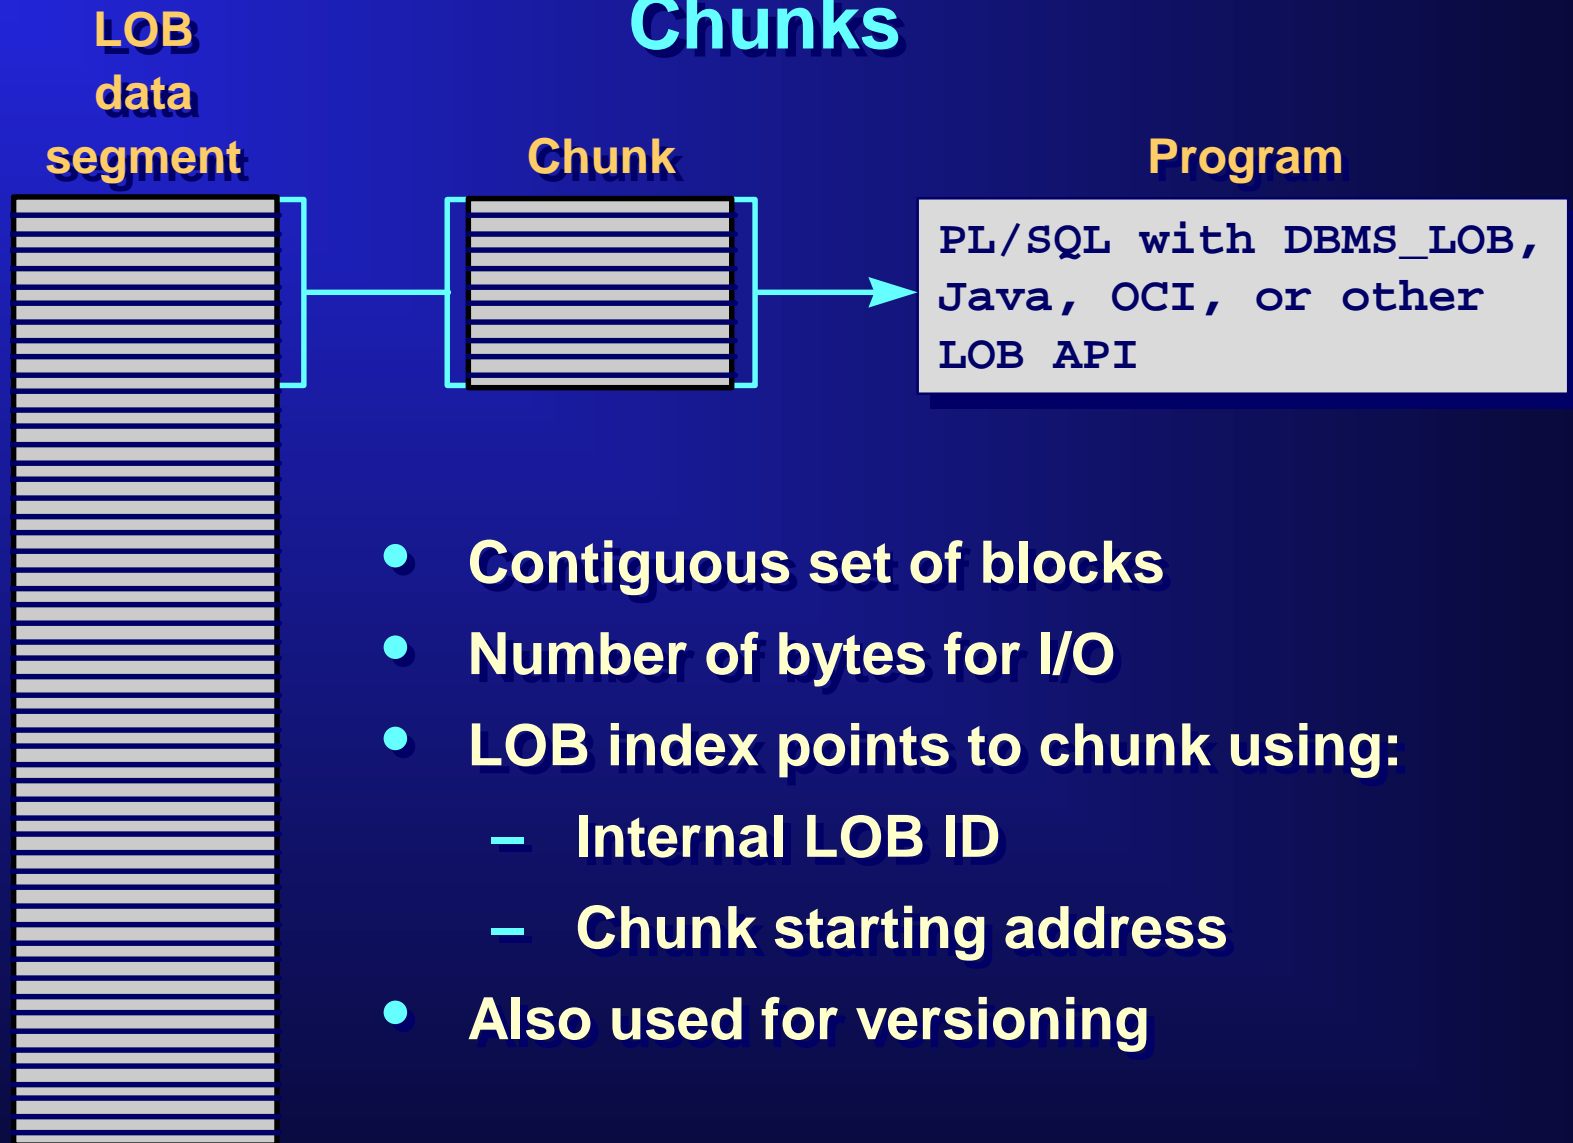 Chunks
LOB
data
segment
Chunk
Program
PL/SQL with DBMS_LOB,
Java, OCI, or other
LOB API
• Contiguous set of blocks
• Number of bytes for I/O
• LOB index points to chunk using:
– Internal LOB ID
– Chunk starting address
• Also used for versioning